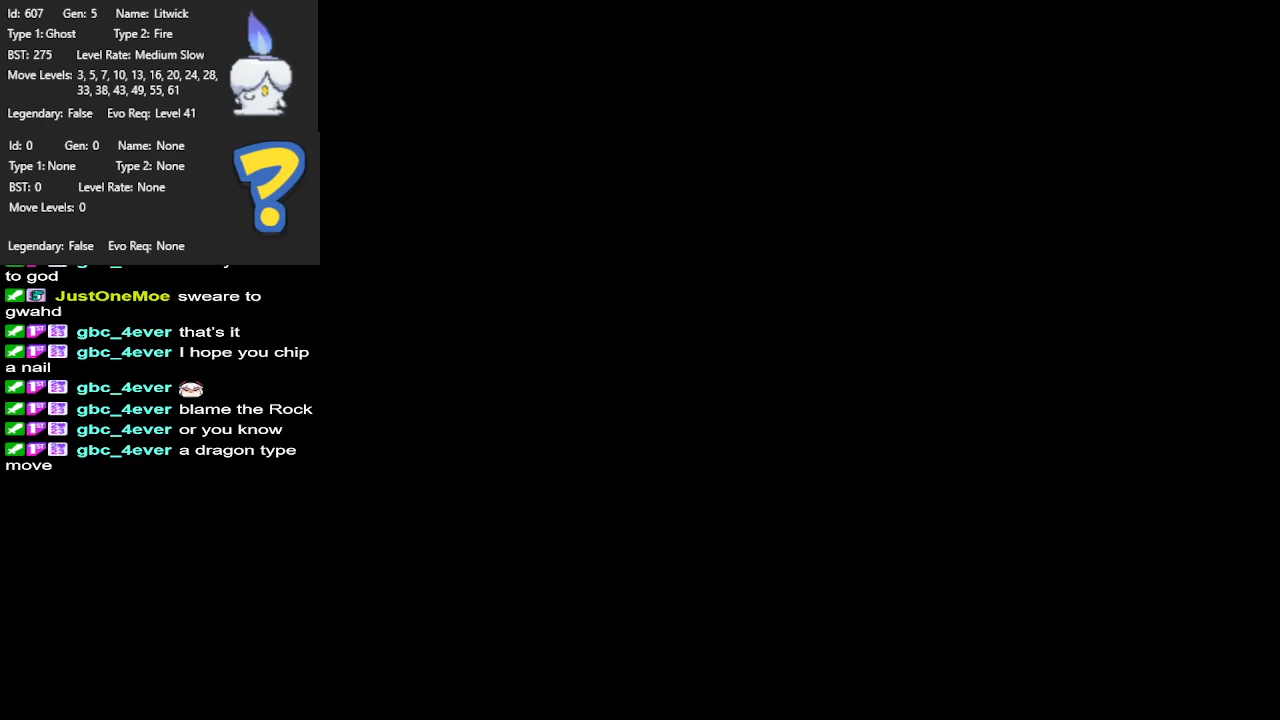 Id: 607 Gen: 5 Name: Litwick
Type 1: Ghost Type 2: Fire
BST: 275 Level Rate: Medium Slow
Move Levels: 3, 5, 7, 10, 13, 16, 20, 24, 28,
33, 38, 43, 49, 55, 61
Legendary: False Evo Req: Level 41
Id: 0 Gen: 0 Name: None
Type 1: None Type 2: None
BST: 0 Level Rate: None
Move Levels: 0
Legendary: False Evo Req: None
to god
JustOneMoe sweare to
gwahd
gbc_4ever that's it
gbc_4ever I hope you chip
a nail
gbc_4ever
gbc_4ever blame the Rock
gbc_4ever or you know
gbc_4ever a dragon type
move